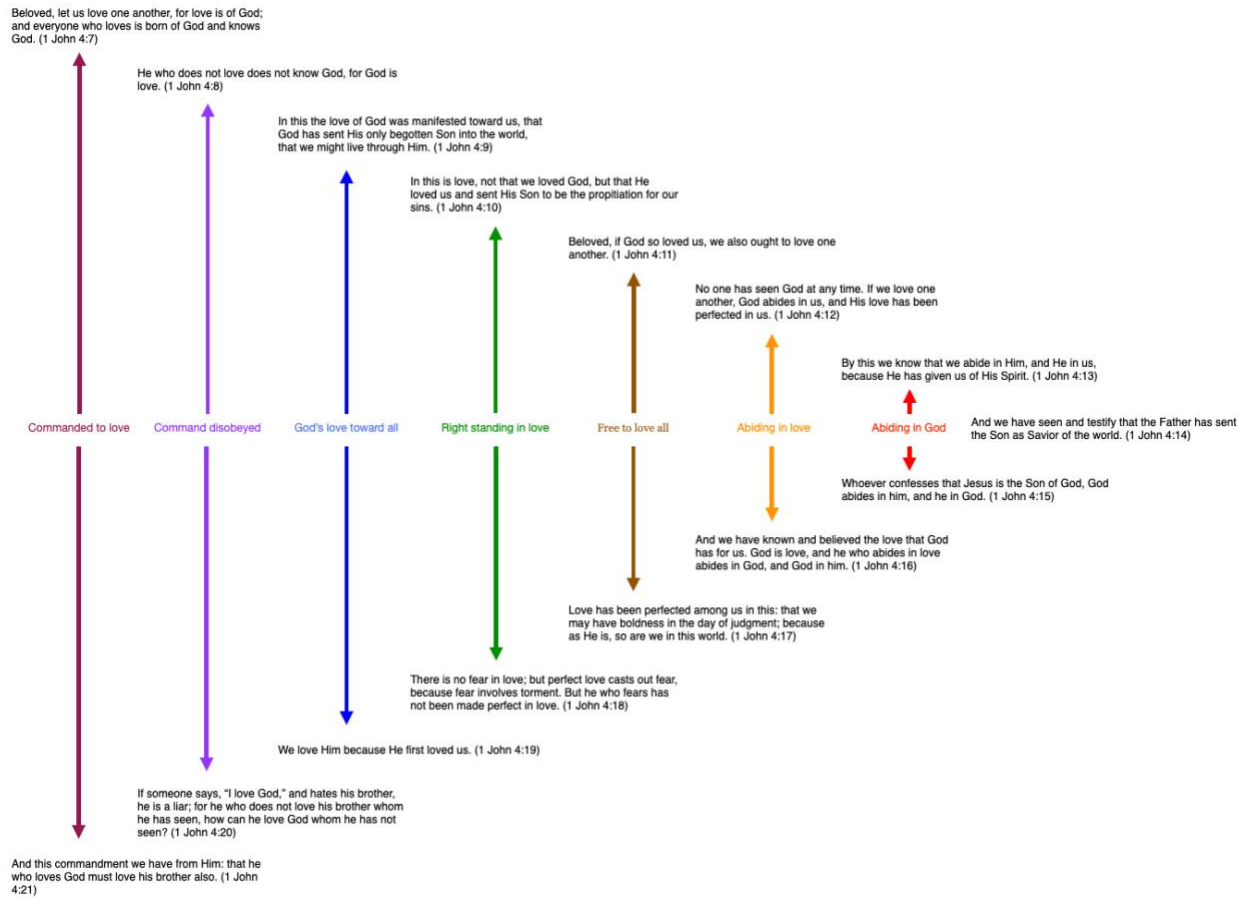 Beloved, let us love one another, for love is of God;
and everyone who loves is born of God and knows
God. (1 John 4:7)
He who does not love does not know God, for God is
love. (1 John 4:8)
In this the love of God was manifested toward us, that
God has sent His only begotten Son into the world,
that we might live through Him. (1 John 4:9)
In this is love, not that we loved God, but that He
loved us and sent His Son to be the propitiation for our
sins. (1 John 4:10)
Beloved, if God so loved us, we also ought to love one
another. (1 John 4:11)
No one has seen God at any time. If we love one
another, God abides in us, and His love has been
perfected in us. (1 John 4:12)
By this we know that we abide in Him, and He in us,
because He has given us of His Spirit. (1 John 4:13)
Commanded to love
Command disobeyed
God's love toward all
Right standing in love
Free to love all
Abiding in love
Abiding in God
And we have seen and testify that the Father has sent
the Son as Savior of the world. (1 John 4:14)
Whoever confesses that Jesus is the Son of God, God
abides in him, and he in God. (1 John 4:15)
And we have known and believed the love that God
has for us. God is love, and he who abides in love
abides in God, and God in him. (1 John 4:16)
Love has been perfected among us in this: that we
may have boldness in the day of judgment; because
as He is, so are we in this world. (1 John 4:17)
There is no fear in love; but perfect love casts out fear,
because fear involves torment. But he who fears has
not been made perfect in love. (1 John 4:18)
We love Him because He first loved us. (1 John 4:19)
If someone says, “I love God,” and hates his brother,
he is a liar; for he who does not love his brother whom
he has seen, how can he love God whom he has not
seen? (1 John 4:20)
And this commandment we have from Him: that he
who loves God must love his brother also. (1 John
4:21)